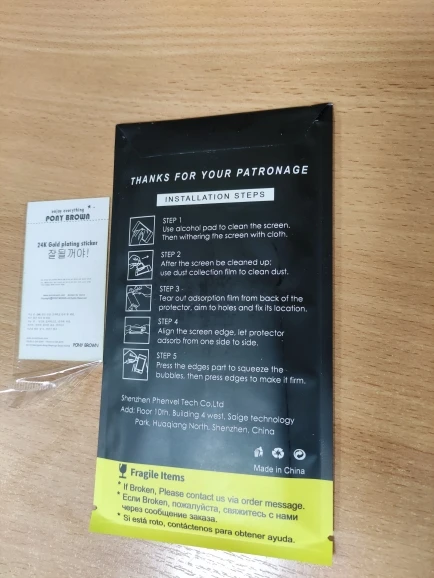 enjoy everything
PONY BROWN
24K Gold plating sticker
잘될꺼야!
PONY BROWN
THANKS FOR YOUR PATRONAGE
INSTALLATION STEPS
STEP 1
Use alcohol pad to clean the screen.
Then withering the screen with cloth.
STEP 2
After the screen be cleaned up;
use dust collection film to clean dust.
STEP 3
Tear out adsorption film from back of the
protector, aim to holes and fix its location.
STEP 4
Align the screen edge, let protector
adsorb from one side to side.
STEP 5
Press the edges part to squeeze the
bubbles, then press edges to make it firm.
Shenzhen Phenvel Tech Co.Ltd
Add: Floor 10th, Building 4 west, Saige technology
Park, Huaqiang North, Shenzhen, China
Made in China
Fragile Items
* If Broken, Please contact us via order message.
* Если Broken, пожалуйста, свяжитесь с нами
через сообщение заказа.
* Si está roto, contáctenos para obtener ayuda.